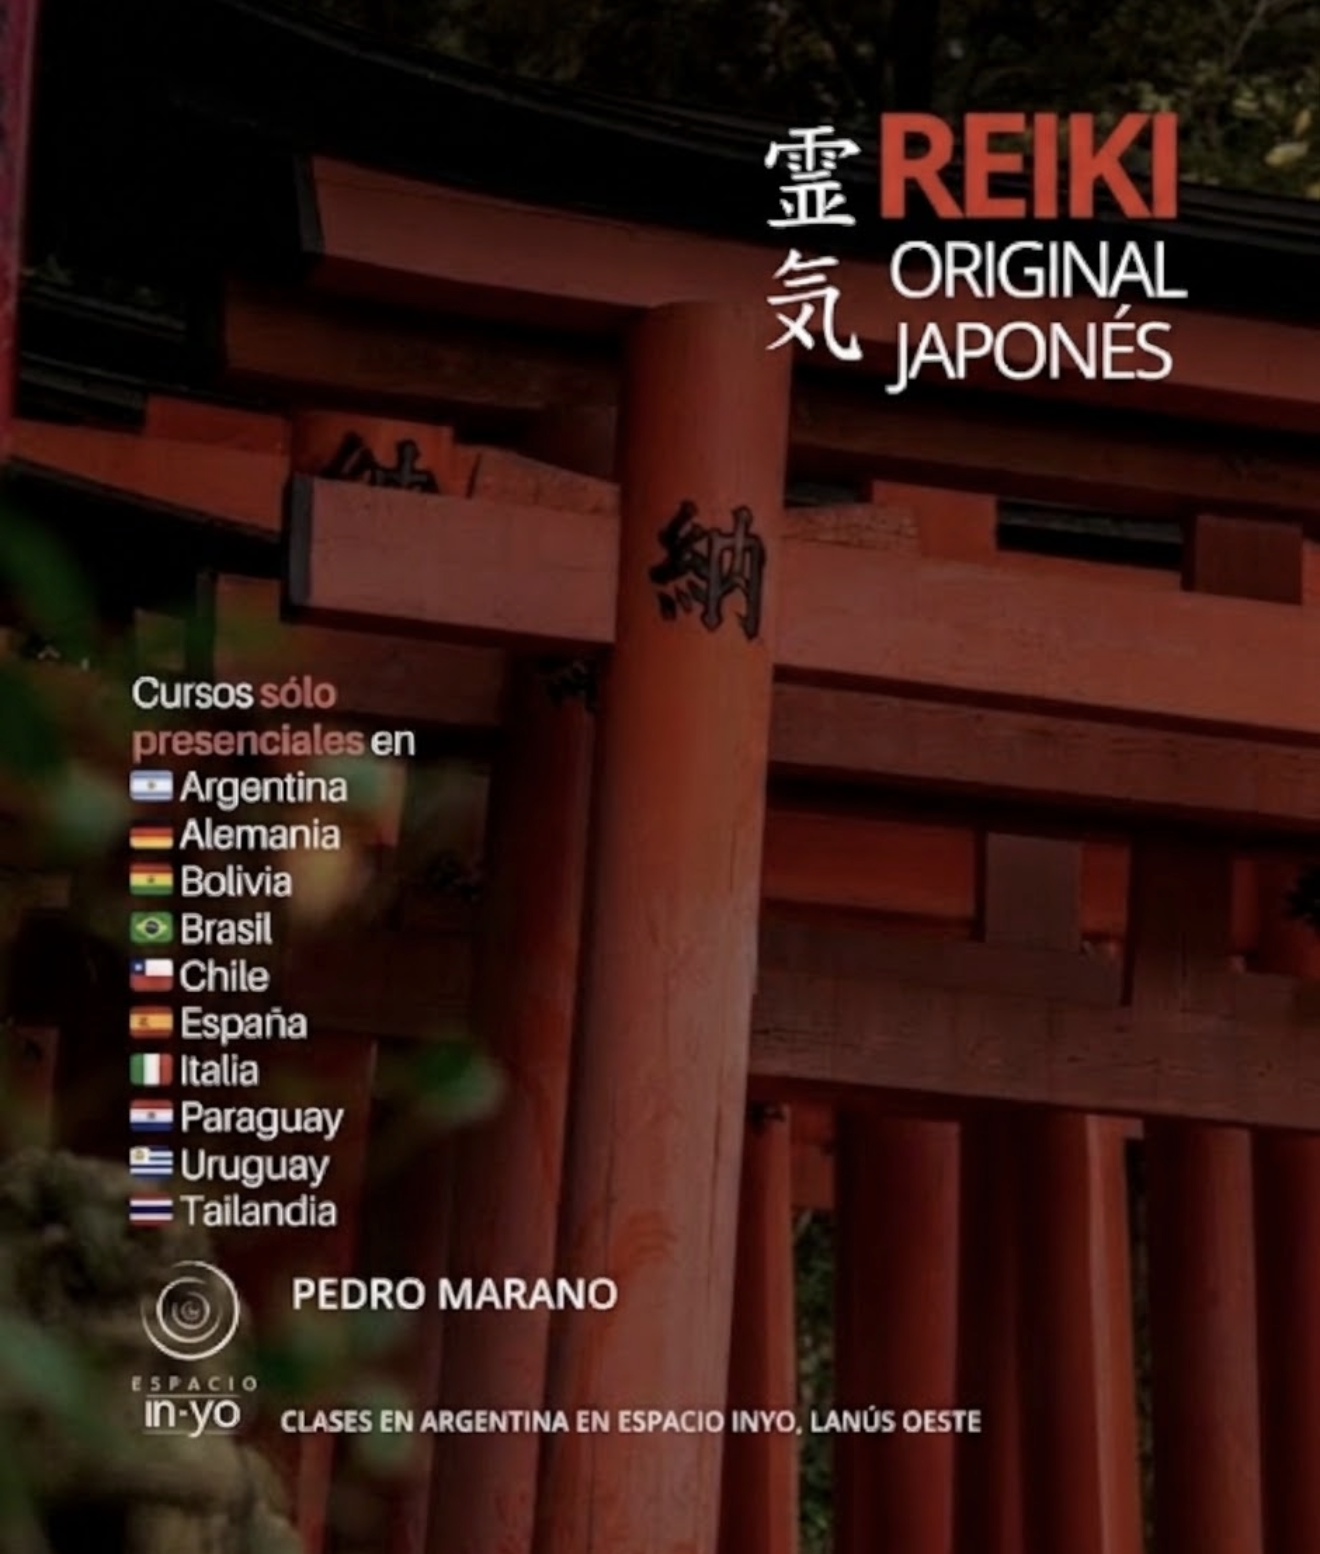 霊気
REIKI
ORIGINAL
JAPONÉS
納
Cursos sólo
presenciales en
Argentina
Alemania
Bolivia
Brasil
Chile
España
Italia
Paraguay
Uruguay
Tailandia
PEDRO MARANO
ESPACIO
in-yo
CLASES EN ARGENTINA EN ESPACIO INYO, LANÚS OESTE